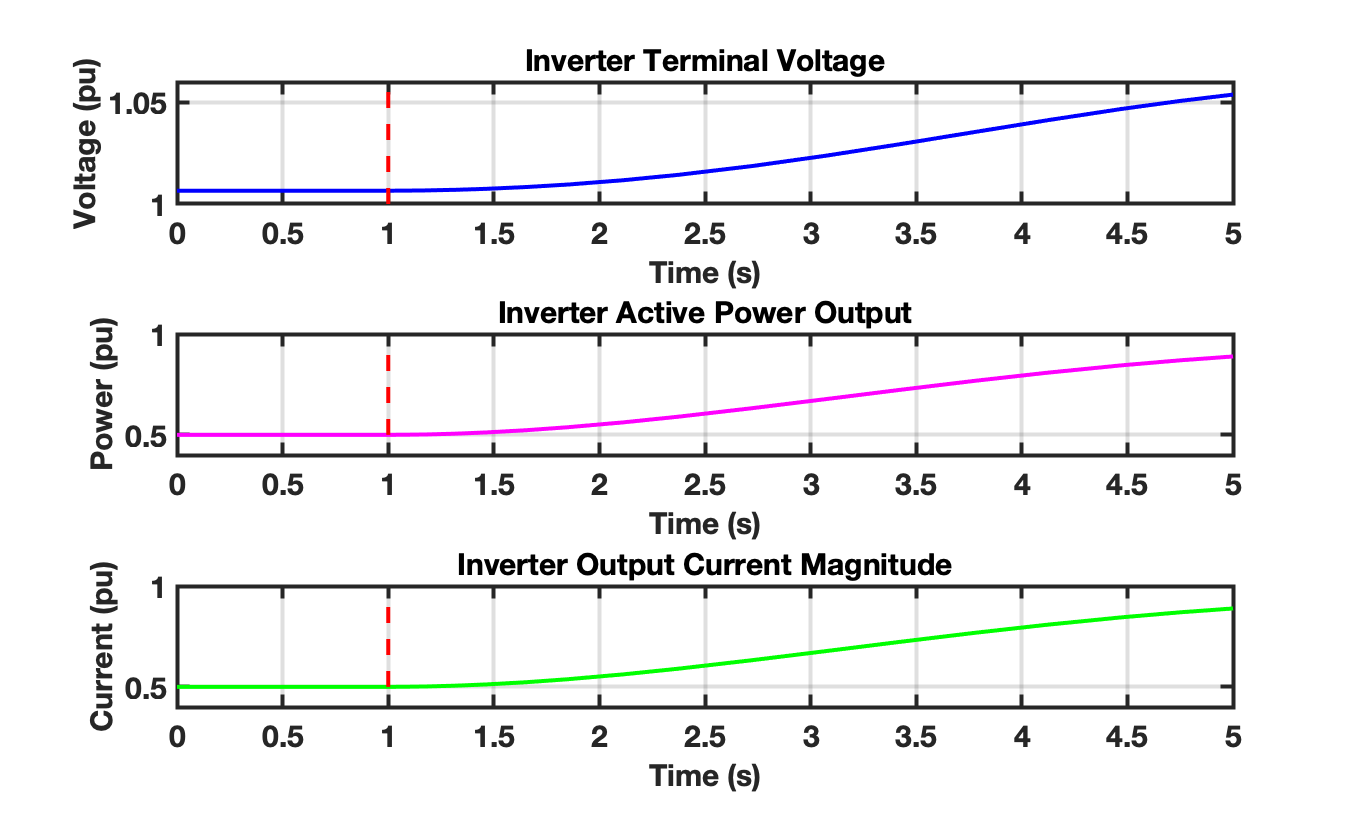 Inverter Terminal Voltage
Voltage (pu)
1.05
1
0 0.5 1 1.5 2 2.5 3 3.5 4 4.5 5
Time (s)
Inverter Active Power Output
Power (pu)
1
0.5
0 0.5 1 1.5 2 2.5 3 3.5 4 4.5 5
Time (s)
Inverter Output Current Magnitude
Current (pu)
1
0.5
0 0.5 1 1.5 2 2.5 3 3.5 4 4.5 5
Time (s)